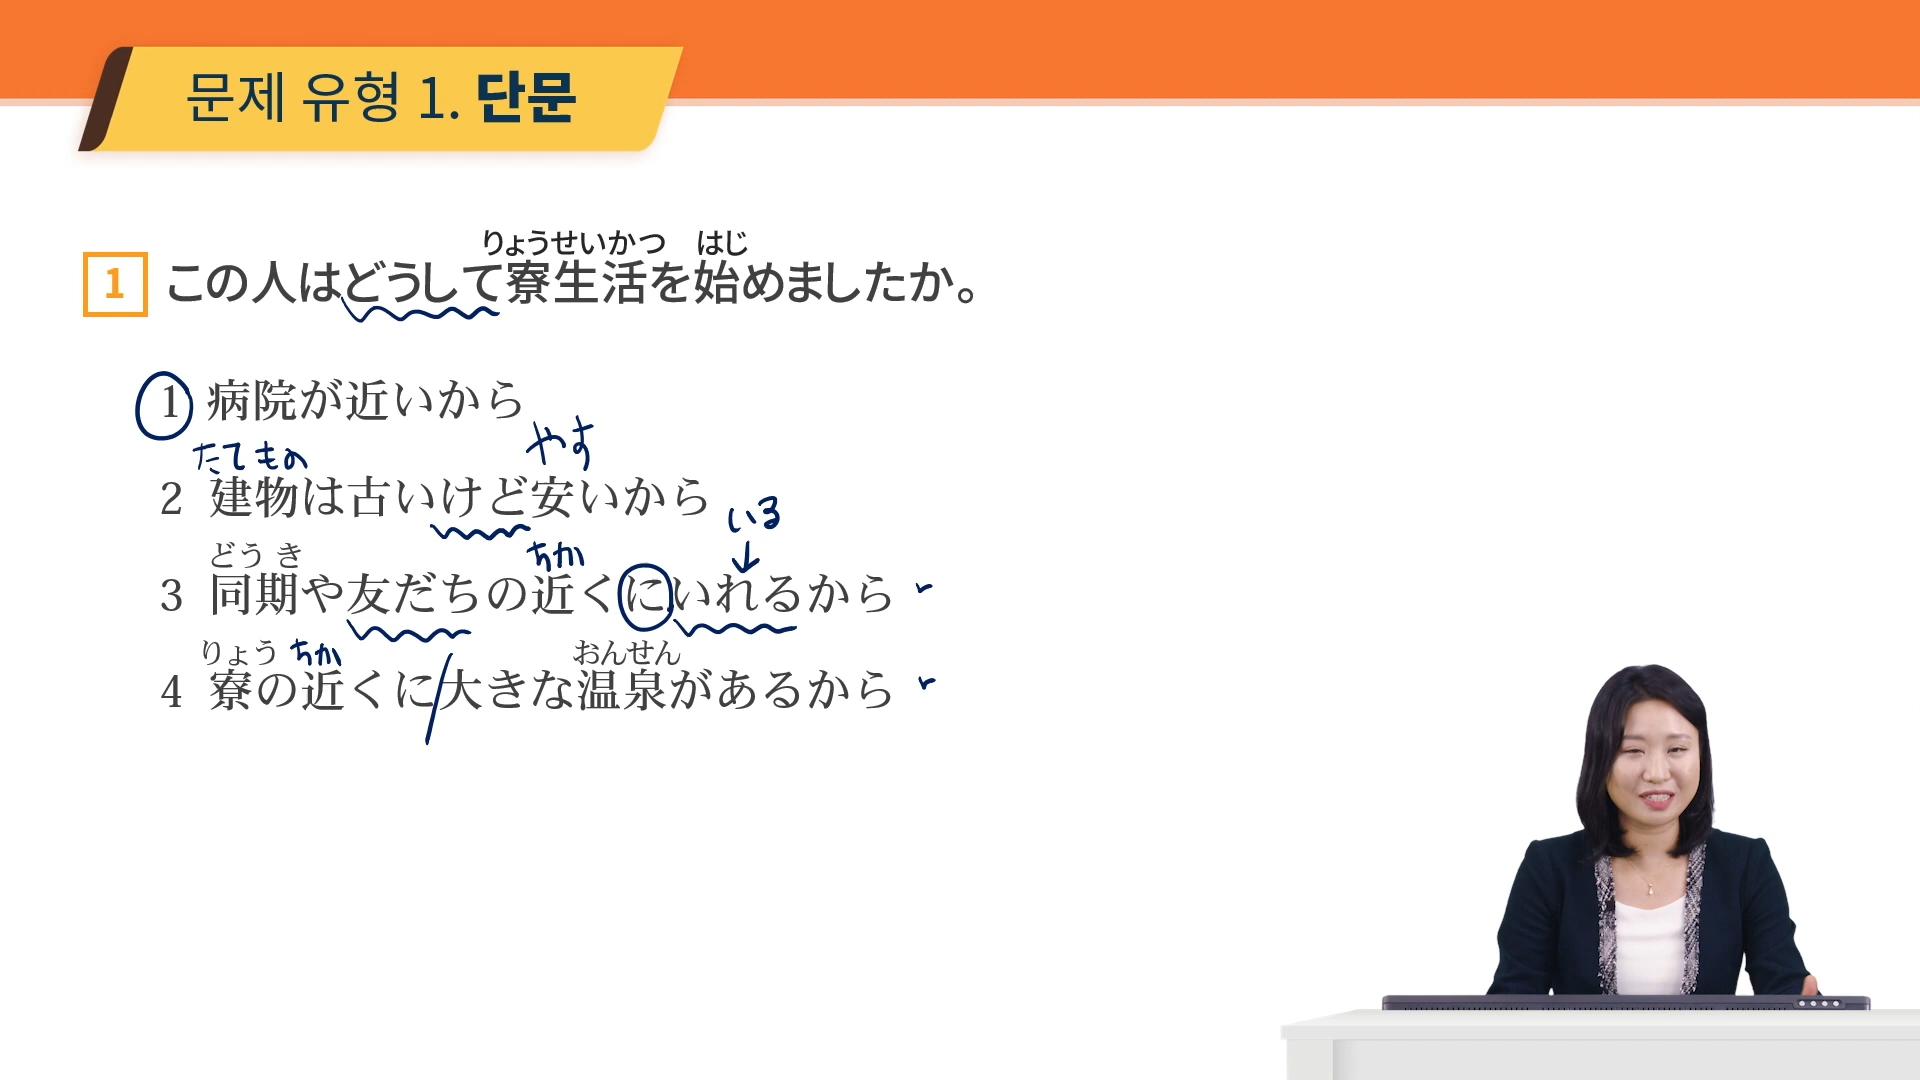 문제 유형 1. 단문
りょうせいかつ はじ
1 この人はどうして寮生活を始めましたか。
1 病院が近いから
たてもの やす
2 建物は古いけど安いから
いる
どう き ちか
3 同期や友だちの近くにいれるから
りょう ちか おんせん
4 寮の近くに大きな温泉があるから